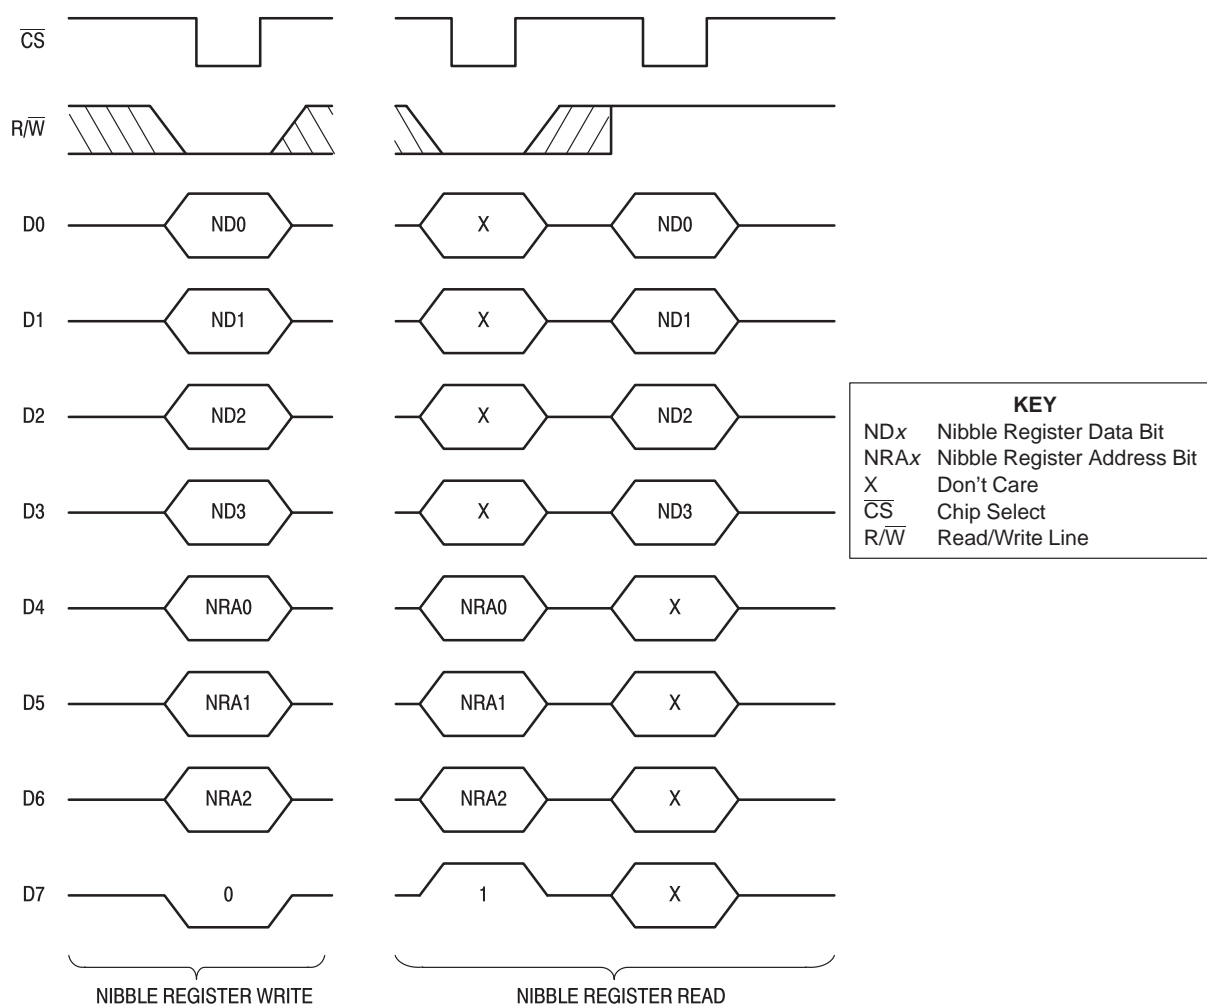 C̅S̅
R/W̅
D0 ND0 X ND0
D1 ND1 X ND1
D2 ND2 X ND2
D3 ND3 X ND3
D4 NRA0 NRA0 X
D5 NRA1 NRA1 X
D6 NRA2 NRA2 X
D7 0 1 X
NIBBLE REGISTER WRITE NIBBLE REGISTER READ
KEY
NDx Nibble Register Data Bit
NRAx Nibble Register Address Bit
X Don't Care
C̅S̅ Chip Select
R/W̅ Read/Write Line